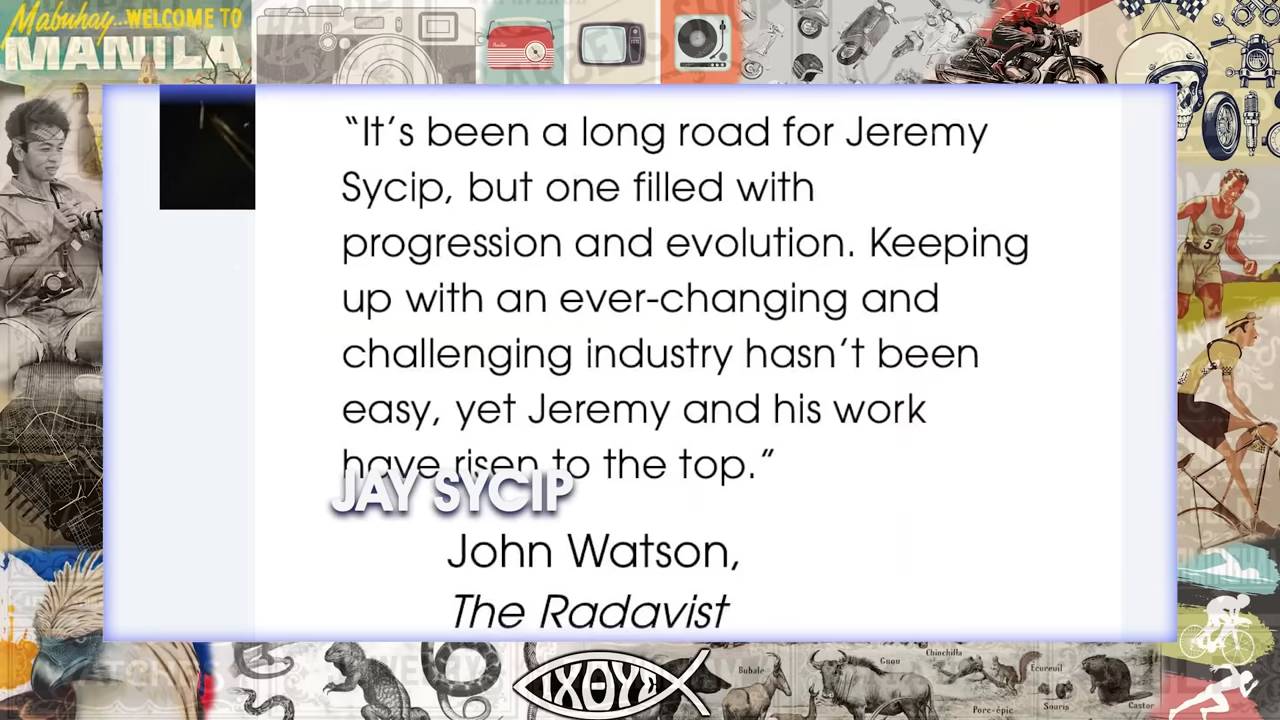 Mabuhay...WELCOME TO
MANILA
“It’s been a long road for Jeremy
Sycip, but one filled with
progression and evolution. Keeping
up with an ever-changing and
challenging industry hasn’t been
easy, yet Jeremy and his work
have risen to the top.”
JAY SYCIP
John Watson,
The Radavist
5
ΙΧΘΥΣ
Bubale
Gnou
Chinchilla
Écureuil
Porc-épic
Souris
Castor